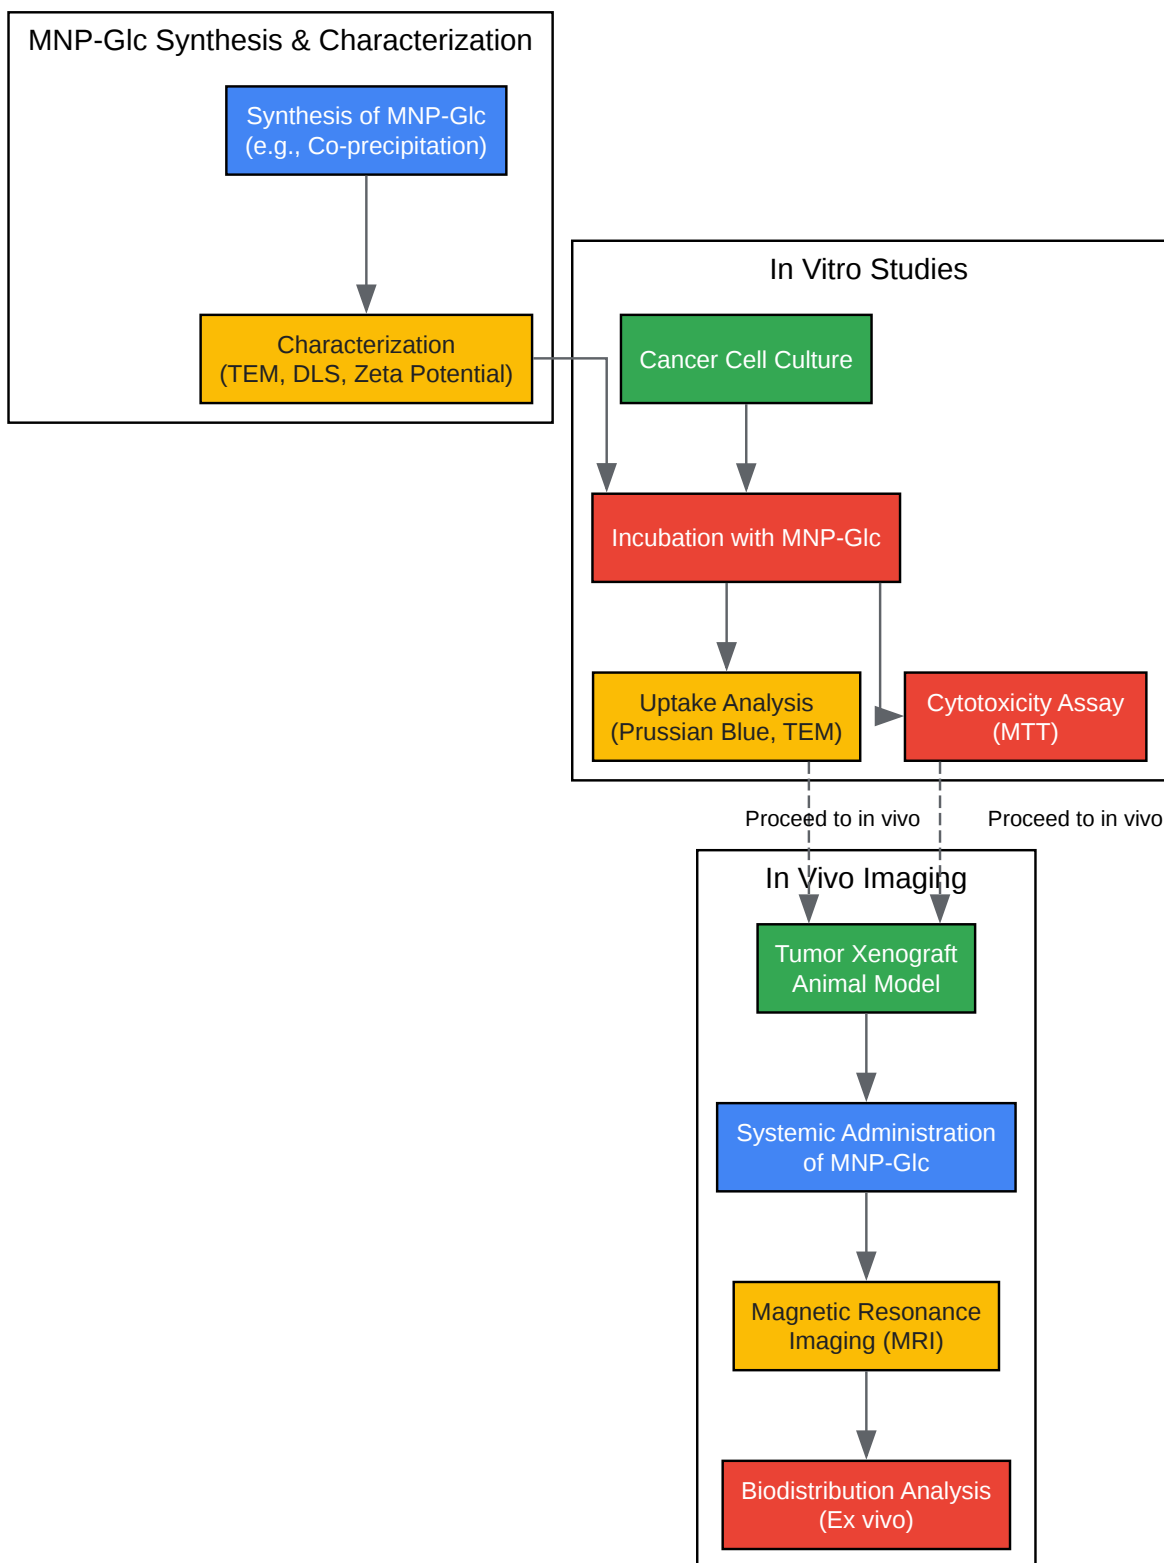 MNP-Glc Synthesis & Characterization
Synthesis of MNP-Glc
(e.g., Co-precipitation)
Characterization
(TEM, DLS, Zeta Potential)
In Vitro Studies
Cancer Cell Culture
Incubation with MNP-Glc
Uptake Analysis
(Prussian Blue, TEM)
Cytotoxicity Assay
(MTT)
Proceed to in vivo
Proceed to in vivo
In Vivo Imaging
Tumor Xenograft
Animal Model
Systemic Administration
of MNP-Glc
Magnetic Resonance
Imaging (MRI)
Biodistribution Analysis
(Ex vivo)